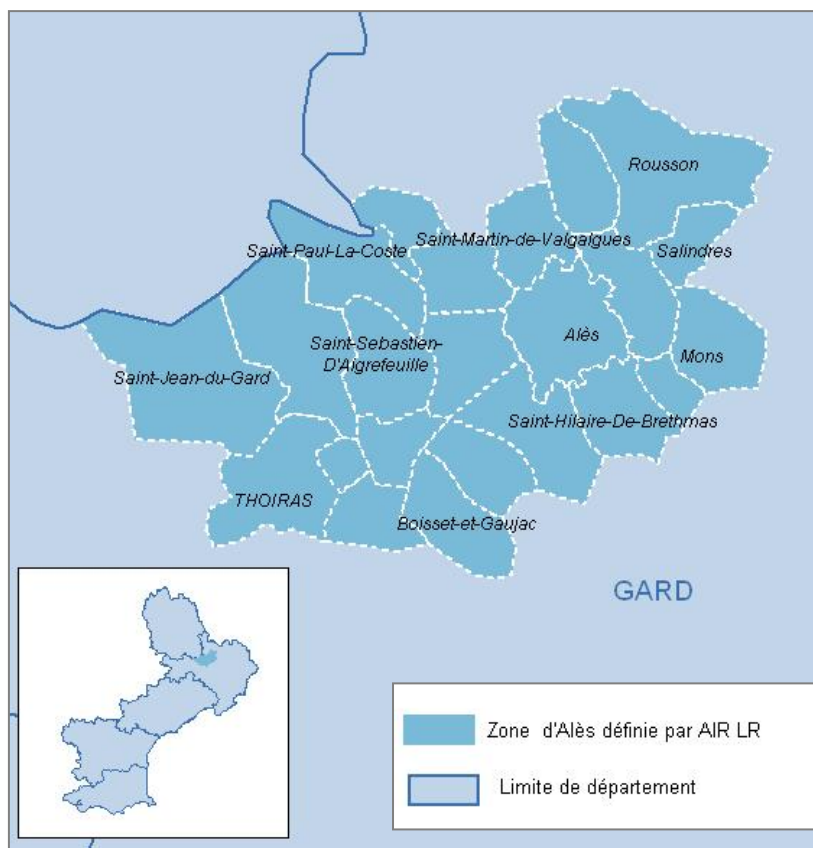 Rousson
Saint-Martin-de-Valgalgues
Saint-Paul-La-Coste
Salindres
Alès
Saint-Sebastien-
D'Aigrefeuille
Mons
Saint-Jean-du-Gard
Saint-Hilaire-De-Brethmas
THOIRAS
Boisset-et-Gaujac
GARD
Zone d'Alès définie par AIR LR
Limite de département